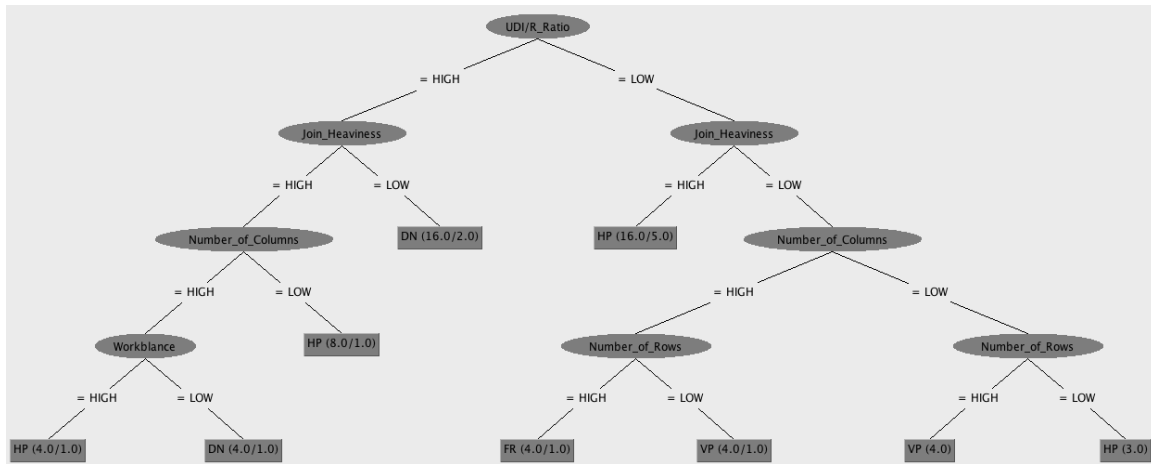 UDI/R_Ratio
= HIGH
= LOW
Join_Heaviness
Join_Heaviness
= HIGH
= LOW
= HIGH
= LOW
Number_of_Columns
DN (16.0/2.0)
HP (16.0/5.0)
Number_of_Columns
= HIGH
= LOW
= HIGH
= LOW
Workblance
HP (8.0/1.0)
Number_of_Rows
Number_of_Rows
= HIGH
= LOW
= HIGH
= LOW
= HIGH
= LOW
HP (4.0/1.0)
DN (4.0/1.0)
FR (4.0/1.0)
VP (4.0/1.0)
VP (4.0)
HP (3.0)